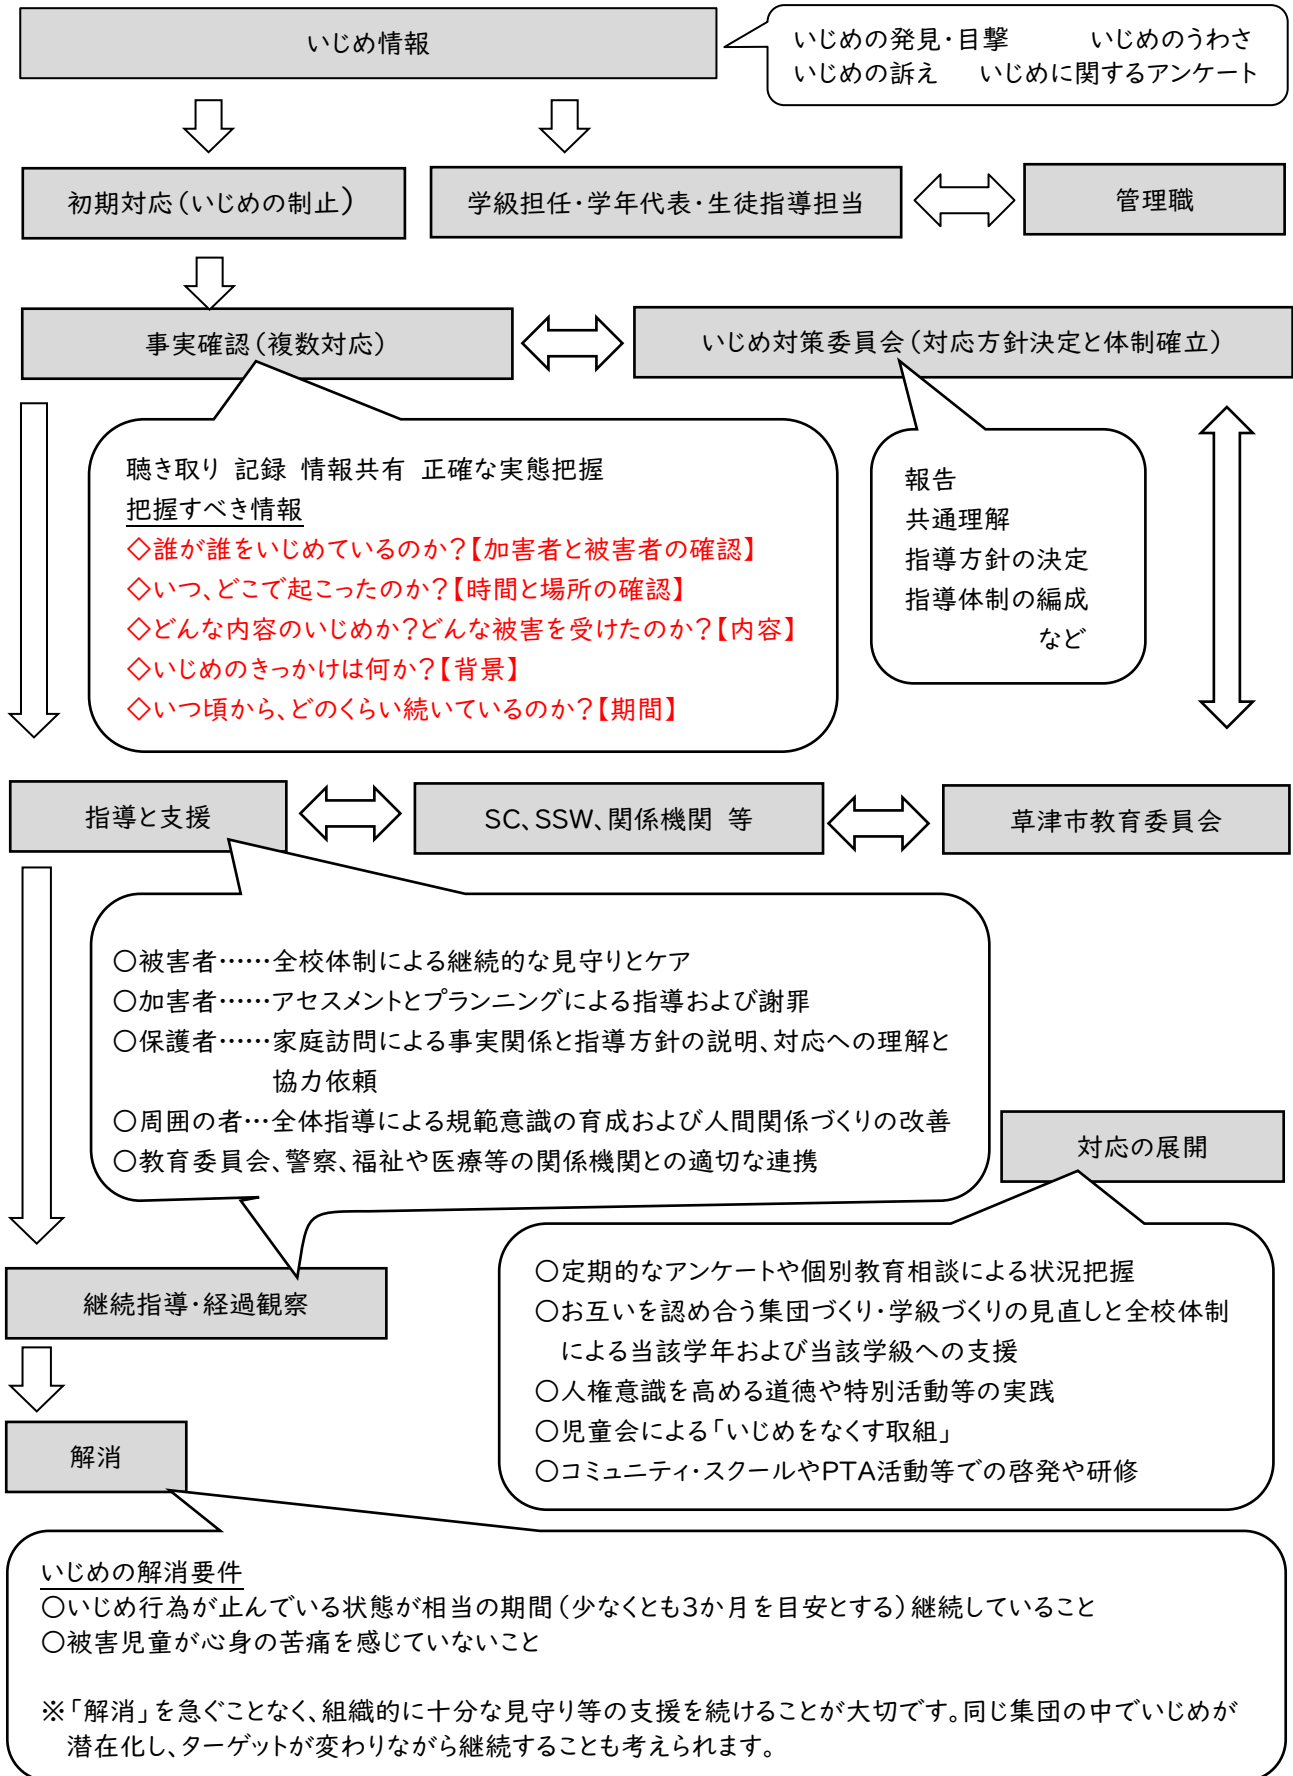 いじめ情報
いじめの発見・目撃　いじめのうわさ
いじめの訴え　いじめに関するアンケート
初期対応（いじめの制止）
学級担任・学年代表・生徒指導担当
管理職
事実確認（複数対応）
いじめ対策委員会（対応方針決定と体制確立）
聴き取り 記録 情報共有 正確な実態把握
把握すべき情報
◇誰が誰をいじめているのか？【加害者と被害者の確認】
◇いつ、どこで起こったのか？【時間と場所の確認】
◇どんな内容のいじめか？どんな被害を受けたのか？【内容】
◇いじめのきっかけは何か？【背景】
◇いつ頃から、どのくらい続いているのか？【期間】
報告
共通理解
指導方針の決定
指導体制の編成
など
指導と支援
SC、SSW、関係機関 等
草津市教育委員会
○被害者……全校体制による継続的な見守りとケア
○加害者……アセスメントとプランニングによる指導および謝罪
○保護者……家庭訪問による事実関係と指導方針の説明、対応への理解と
協力依頼
○周囲の者…全体指導による規範意識の育成および人間関係づくりの改善
○教育委員会、警察、福祉や医療等の関係機関との適切な連携
対応の展開
○定期的なアンケートや個別教育相談による状況把握
○お互いを認め合う集団づくり・学級づくりの見直しと全校体制
による当該学年および当該学級への支援
○人権意識を高める道徳や特別活動等の実践
○児童会による「いじめをなくす取組」
○コミュニティ・スクールやPTA活動等での啓発や研修
継続指導・経過観察
解消
いじめの解消要件
○いじめ行為が止んでいる状態が相当の期間（少なくとも3か月を目安とする）継続していること
○被害児童が心身の苦痛を感じていないこと
※「解消」を急ぐことなく、組織的に十分な見守り等の支援を続けることが大切です。同じ集団の中でいじめが
潜在化し、ターゲットが変わりながら継続することも考えられます。